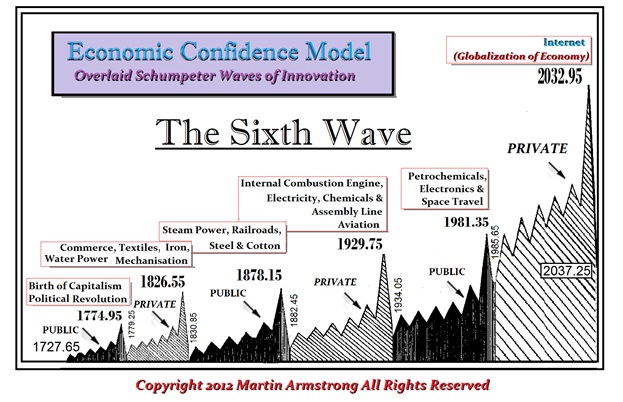 Economic Confidence Model
Overlaid Schumpeter Waves of Innovation
Internet
(Globalization of Economy)
2032.95
The Sixth Wave
PRIVATE
Petrochemicals,
Electronics &
Space Travel
1981.35
Internal Combustion Engine,
Electricity, Chemicals &
Assembly Line
Aviation
1929.75
Steam Power, Railroads,
Steel & Cotton
1878.15
Commerce, Textiles, Iron,
Water Power Mechanisation
1826.55
Birth of Capitalism
Political Revolution
1774.95
PUBLIC
1727.65
1779.25
PRIVATE
1830.85
PUBLIC
1882.45
PRIVATE
1934.05
PUBLIC
1985.65
2037.25
Copyright 2012 Martin Armstrong All Rights Reserved